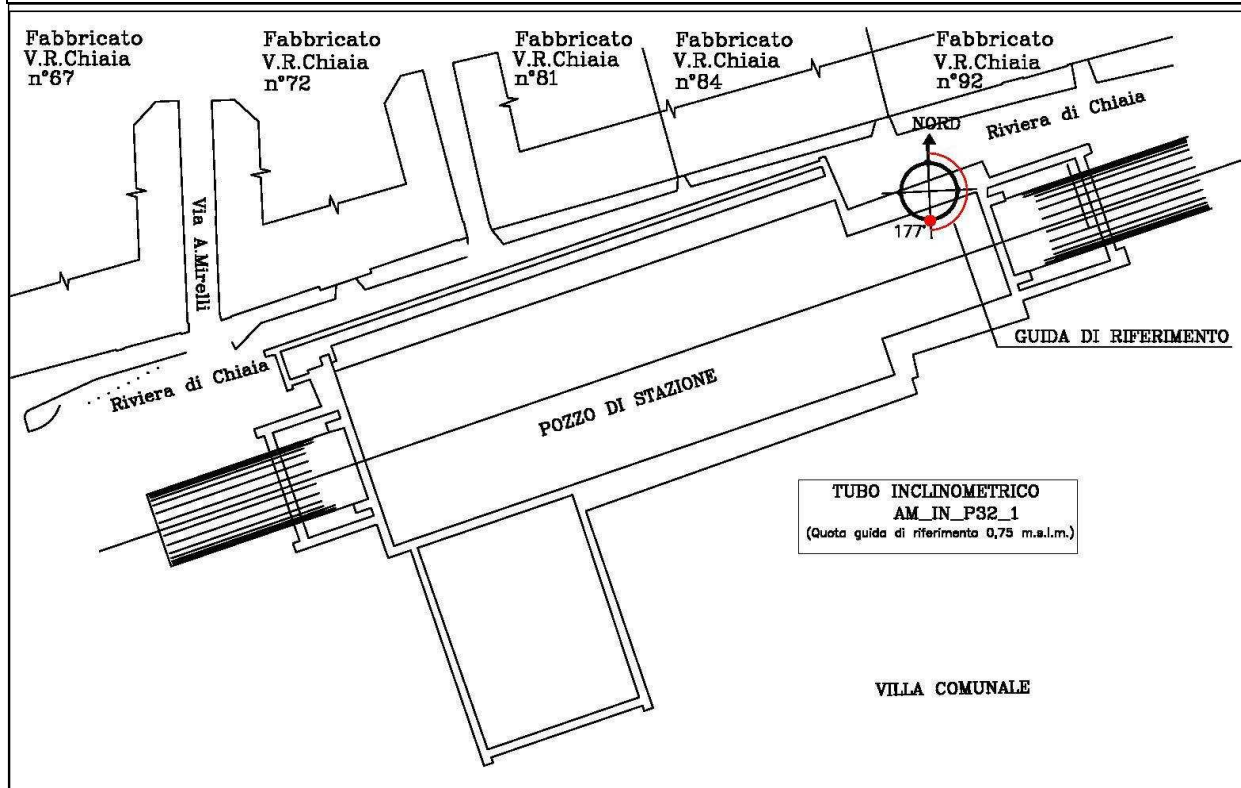 Fabbricato
V.R.Chiaia
n°67
Fabbricato
V.R.Chiaia
n°72
Fabbricato
V.R.Chiaia
n°81
Fabbricato
V.R.Chiaia
n°84
Fabbricato
V.R.Chiaia
n°92
NORD
Riviera di Chiaia
177°
Via A.Mirelli
GUIDA DI RIFERIMENTO
Riviera di Chiaia
POZZO DI STAZIONE
TUBO INCLINOMETRICO
AM_IN_P32_1
(Quota guida di riferimento 0,75 m.s.l.m.)
VILLA COMUNALE